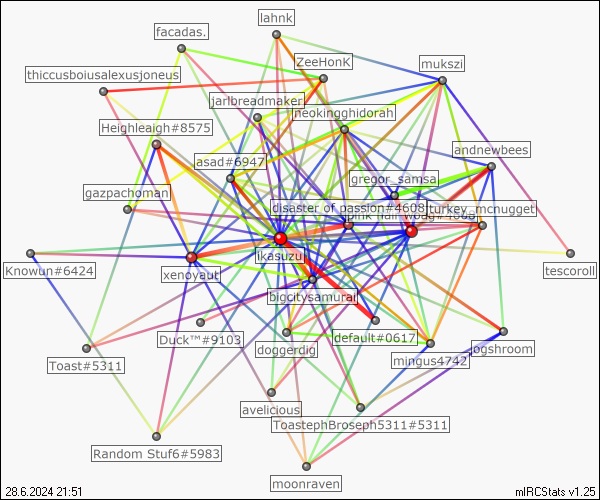 lahnk
facadas.
ZeeHonK
mukszi
thiccusboiusalexusjoneus
jarlbreadmaker
neokingghidorah
Heighleaigh#8575
andnewbees
asad#6947
gregor_samsa
gazpachoman
disaster of passion#4608
turkey_mcnugget
ikasuzu
Knowun#6424
xenoyaut
tescoroll
bigcitysamurai
Duck™#9103
default#0617
doggerdig
ogshroom
Toast#5311
mingus4742
avelicious
ToastephBroseph5311#5311
Random Stuf6#5983
moonraven
28.6.2024 21:51
mIRCStats v1.25